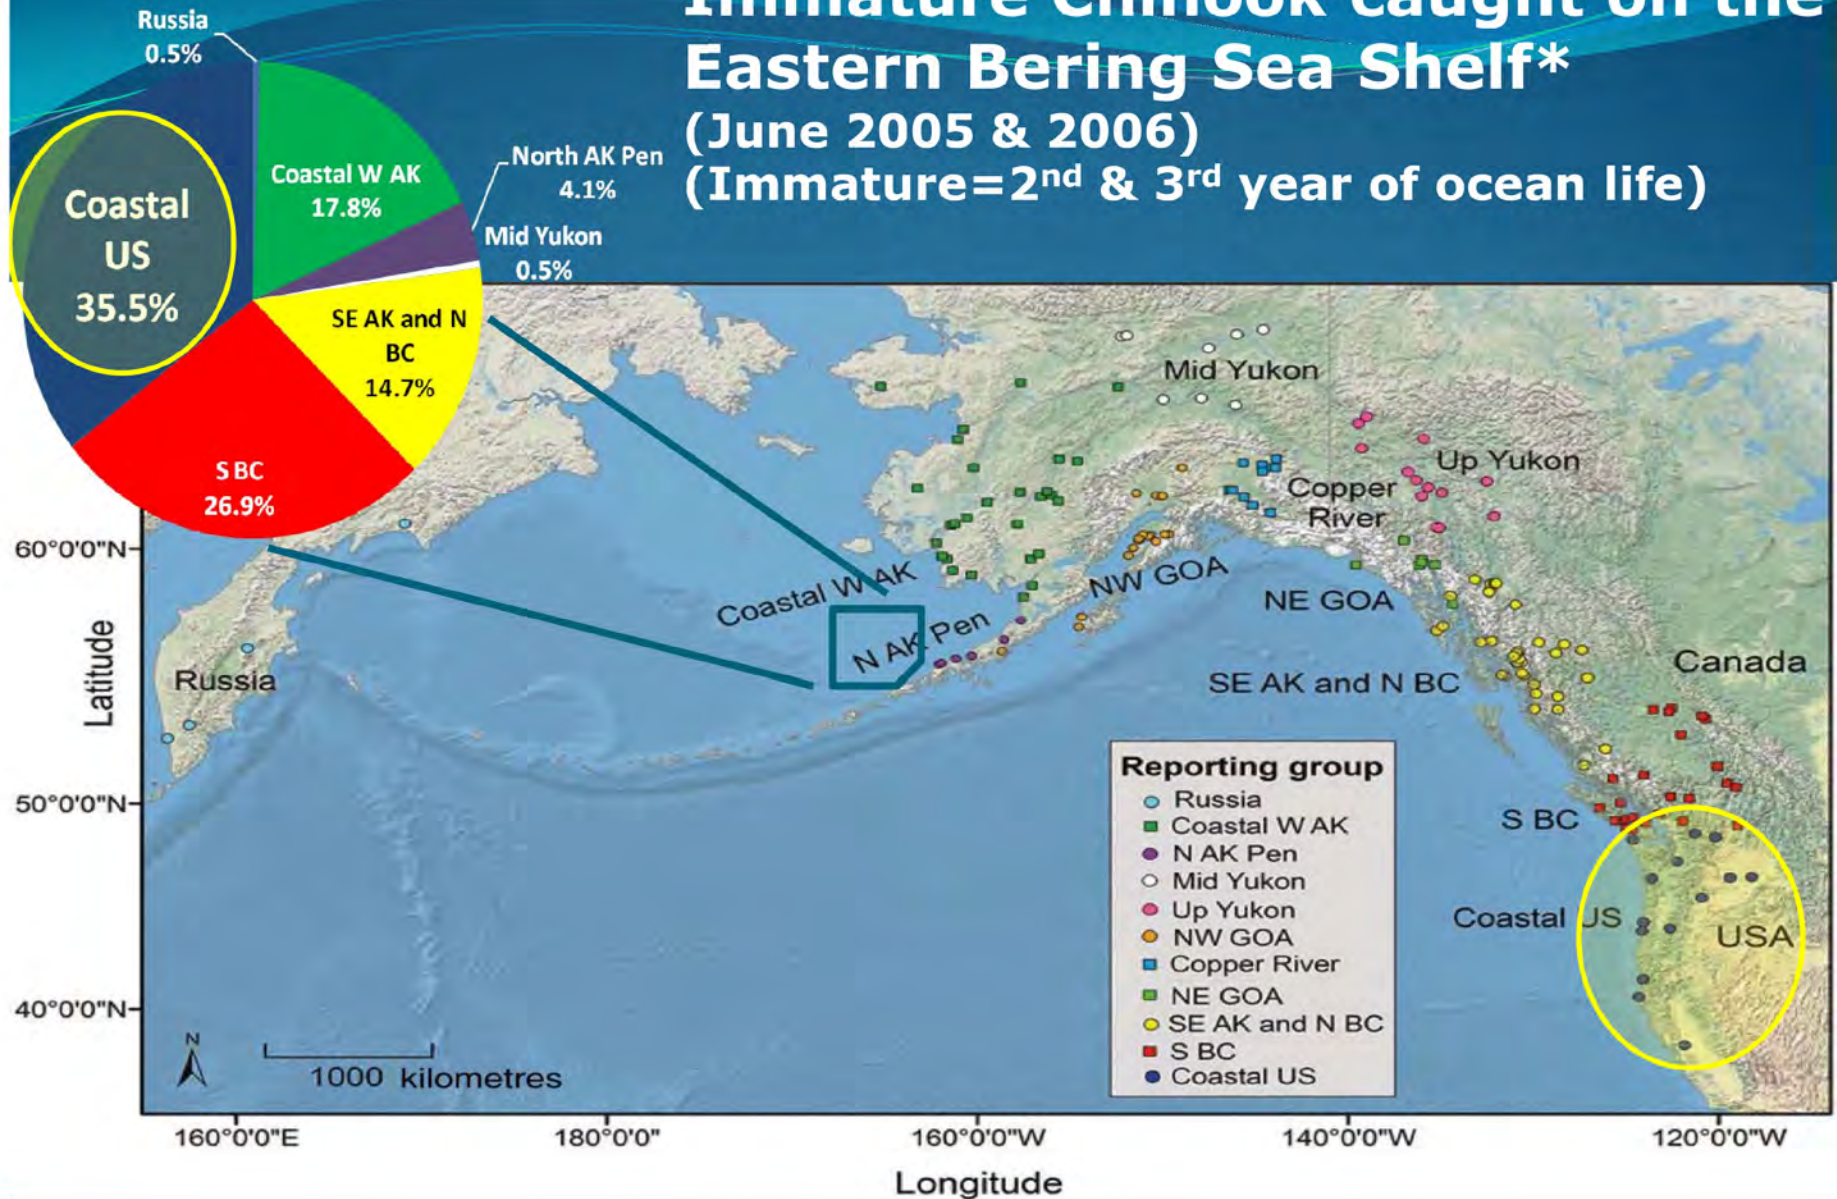 Immature Chinook caught on the
Eastern Bering Sea Shelf*
(June 2005 & 2006)
(Immature=2nd & 3rd year of ocean life)
Russia
0.5%
Coastal W AK
17.8%
North AK Pen
4.1%
Mid Yukon
0.5%
SE AK and N
BC
14.7%
S BC
26.9%
Coastal
US
35.5%
Mid Yukon
Up Yukon
Copper
River
Coastal W AK
NW GOA
NE GOA
N AK Pen
Russia
SE AK and N BC
Canada
S BC
Coastal US
USA
Reporting group
Russia
Coastal W AK
N AK Pen
Mid Yukon
Up Yukon
NW GOA
Copper River
NE GOA
SE AK and N BC
S BC
Coastal US
Latitude
60°0'0"N
50°0'0"N
40°0'0"N
N
1000 kilometres
160°0'0"E
180°0'0"
160°0'0"W
140°0'0"W
120°0'0"W
Longitude